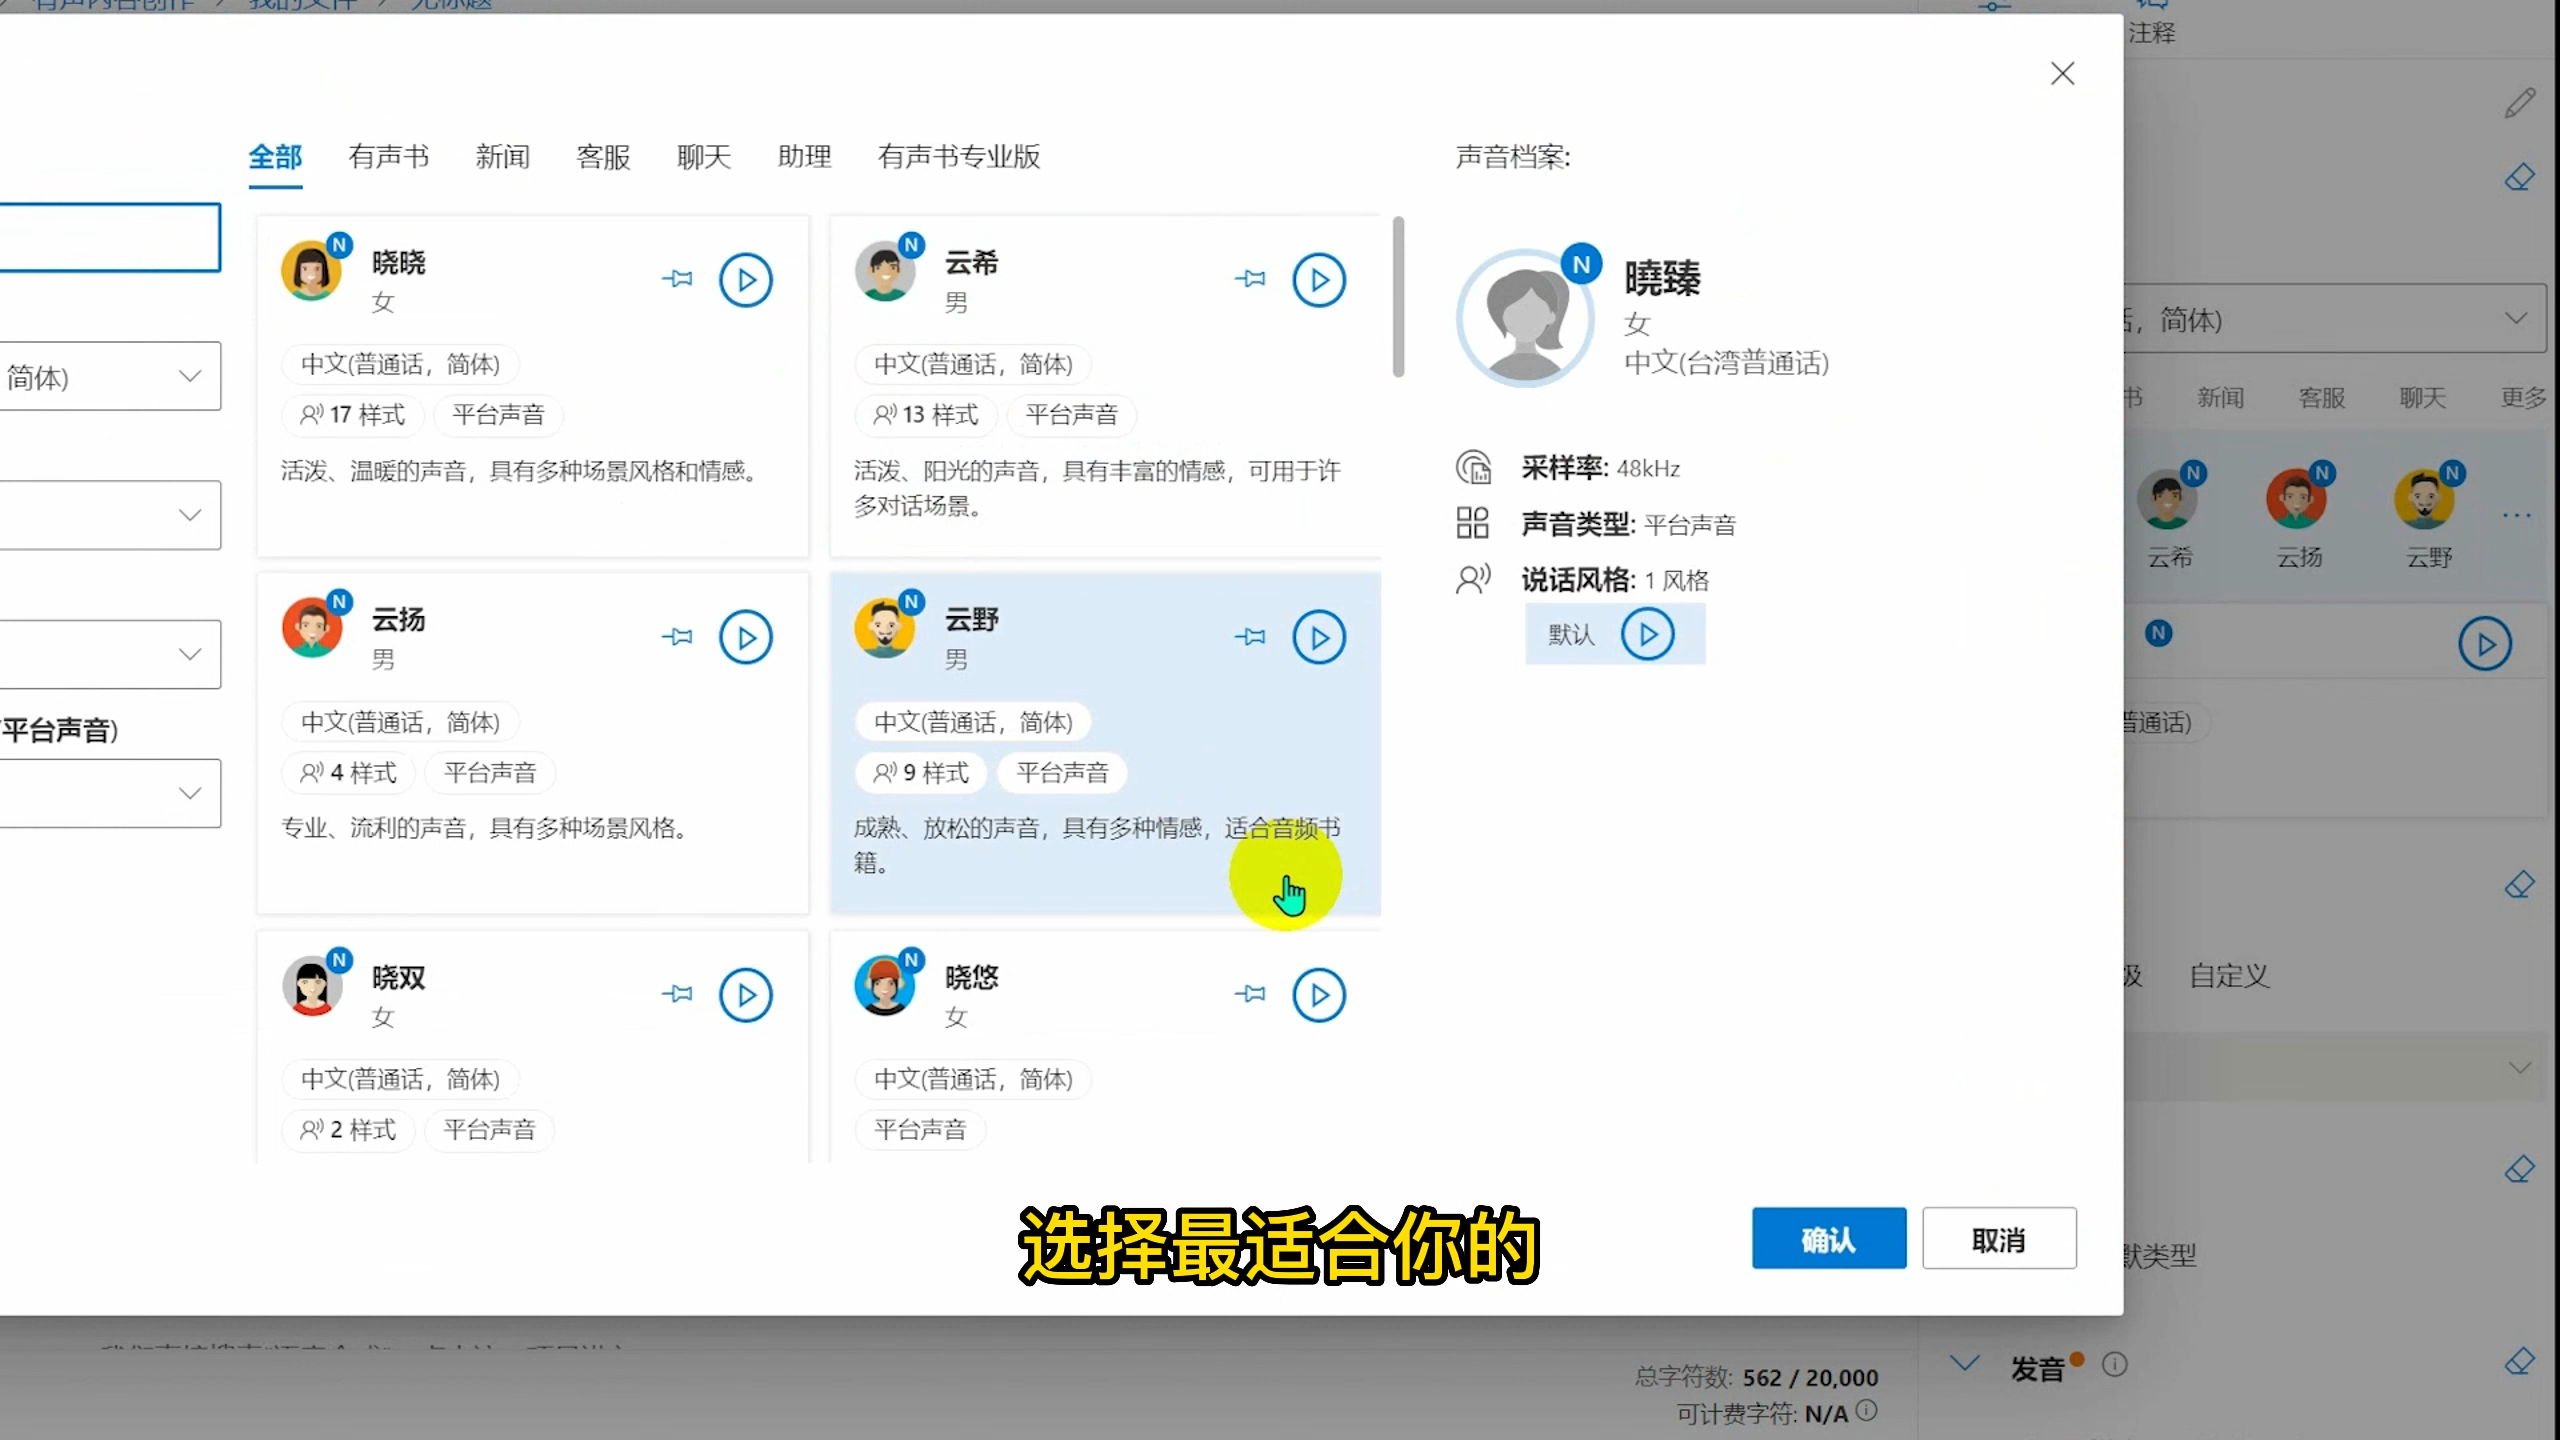 有声内容创作 > 我的文件 > 无标题
注释
全部 有声书 新闻 客服 聊天 助理 有声书专业版
声音档案:
简体)
平台声音)
N
晓晓
女
中文(普通话，简体)
17 样式 平台声音
活泼、温暖的声音，具有多种场景风格和情感。
N
云希
男
中文(普通话，简体)
13 样式 平台声音
活泼、阳光的声音，具有丰富的情感，可用于许
多对话场景。
N
云扬
男
中文(普通话，简体)
4 样式 平台声音
专业、流利的声音，具有多种场景风格。
N
云野
男
中文(普通话，简体)
9 样式 平台声音
成熟、放松的声音，具有多种情感，适合音频书
籍。
N
晓双
女
中文(普通话，简体)
2 样式 平台声音
N
晓悠
女
中文(普通话，简体)
平台声音
N
曉臻
女
中文(台湾普通话)
采样率: 48kHz
声音类型: 平台声音
说话风格: 1 风格
默认
确认 取消
选择最适合你的
，简体)
书 新闻 客服 聊天 更多
N N N
云希 云扬 云野
N
普通话)
级 自定义
默类型
发音
总字符数: 562 / 20,000
可计费字符: N/A